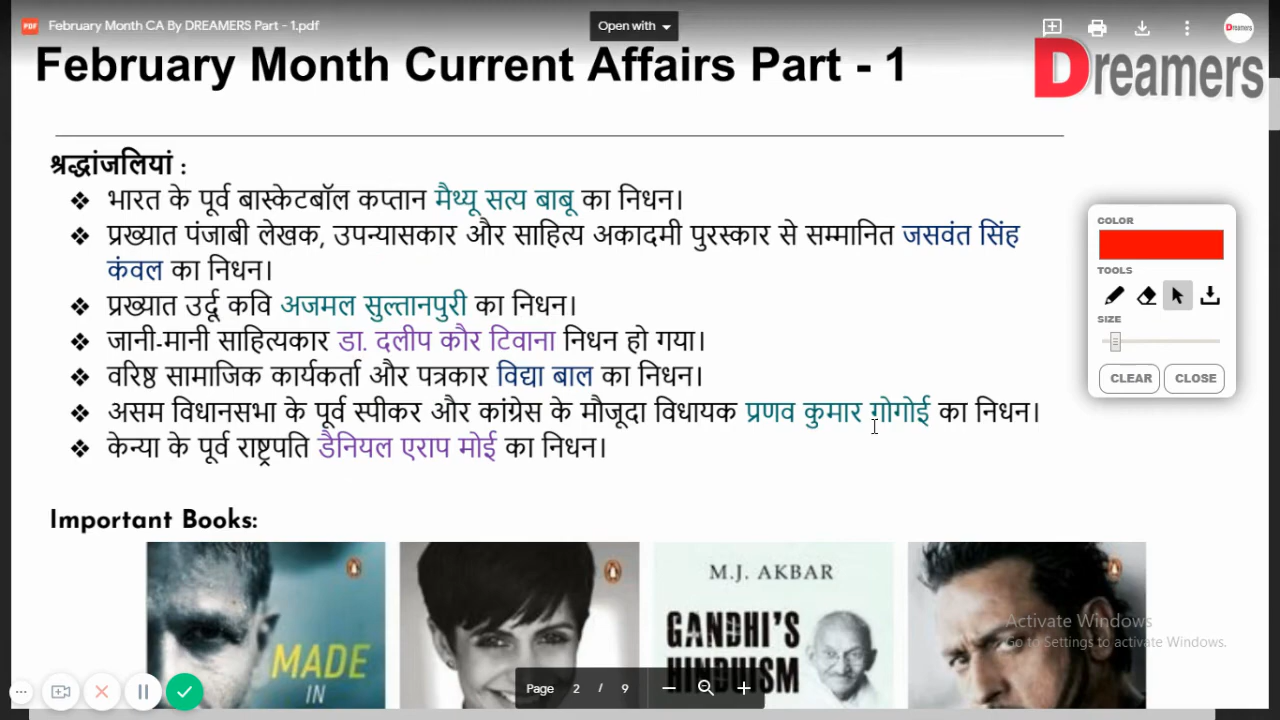 February Month CA By DREAMERS Part - 1.pdf
Open with
February Month Current Affairs Part - 1
Dreamers
श्रद्धांजलियां :
❖ भारत के पूर्व बास्केटबॉल कप्तान मैथ्यू सत्य बाबू का निधन।
❖ प्रख्यात पंजाबी लेखक, उपन्यासकार और साहित्य अकादमी पुरस्कार से सम्मानित जसवंत सिंह
कंवल का निधन।
❖ प्रख्यात उर्दू कवि अजमल सुल्तानपुरी का निधन।
❖ जानी-मानी साहित्यकार डा. दलीप कौर टिवाना निधन हो गया।
❖ वरिष्ठ सामाजिक कार्यकर्ता और पत्रकार विद्या बाल का निधन।
❖ असम विधानसभा के पूर्व स्पीकर और कांग्रेस के मौजूदा विधायक प्रणव कुमार गोगोई का निधन।
❖ केन्या के पूर्व राष्ट्रपति डैनियल एराप मोई का निधन।
COLOR
TOOLS
SIZE
CLEAR CLOSE
Important Books:
MADE
IN
M.J. AKBAR
GANDHI'S
HINDUISM
Activate Windows
Go to Settings to activate Windows.
Page 2 / 9